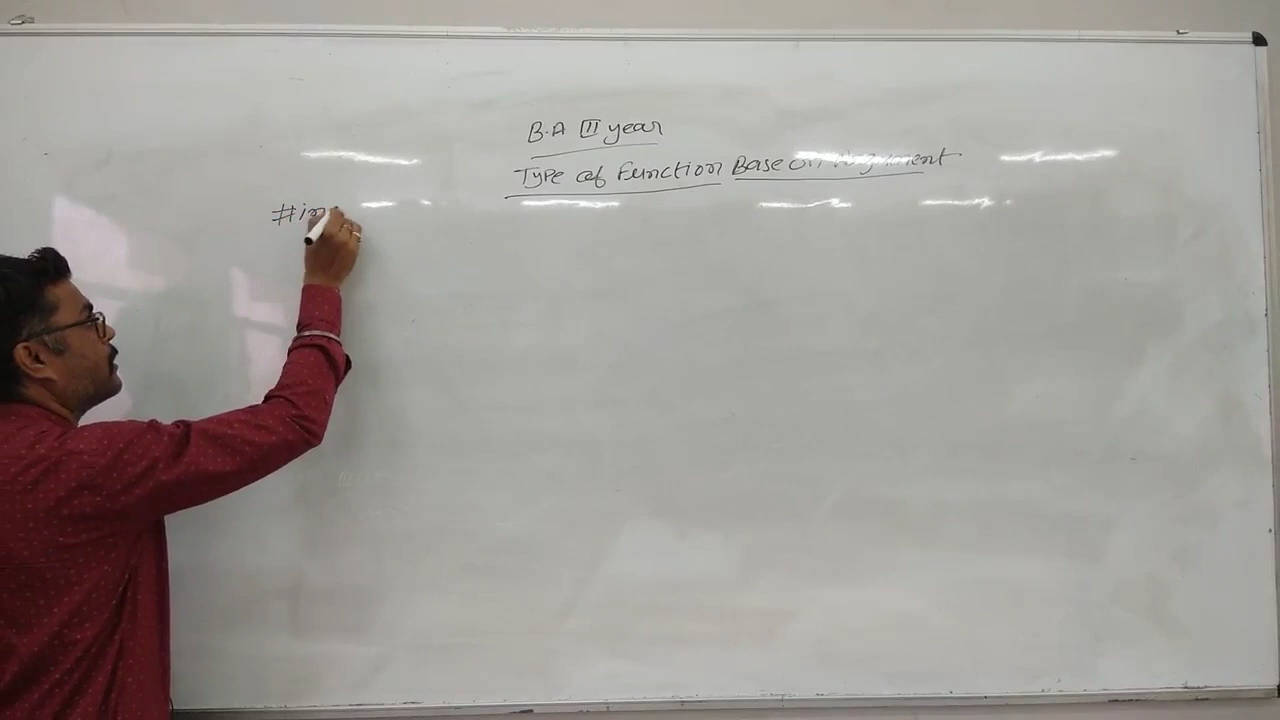 B.A II year
Type of Function Base on Argument
#in